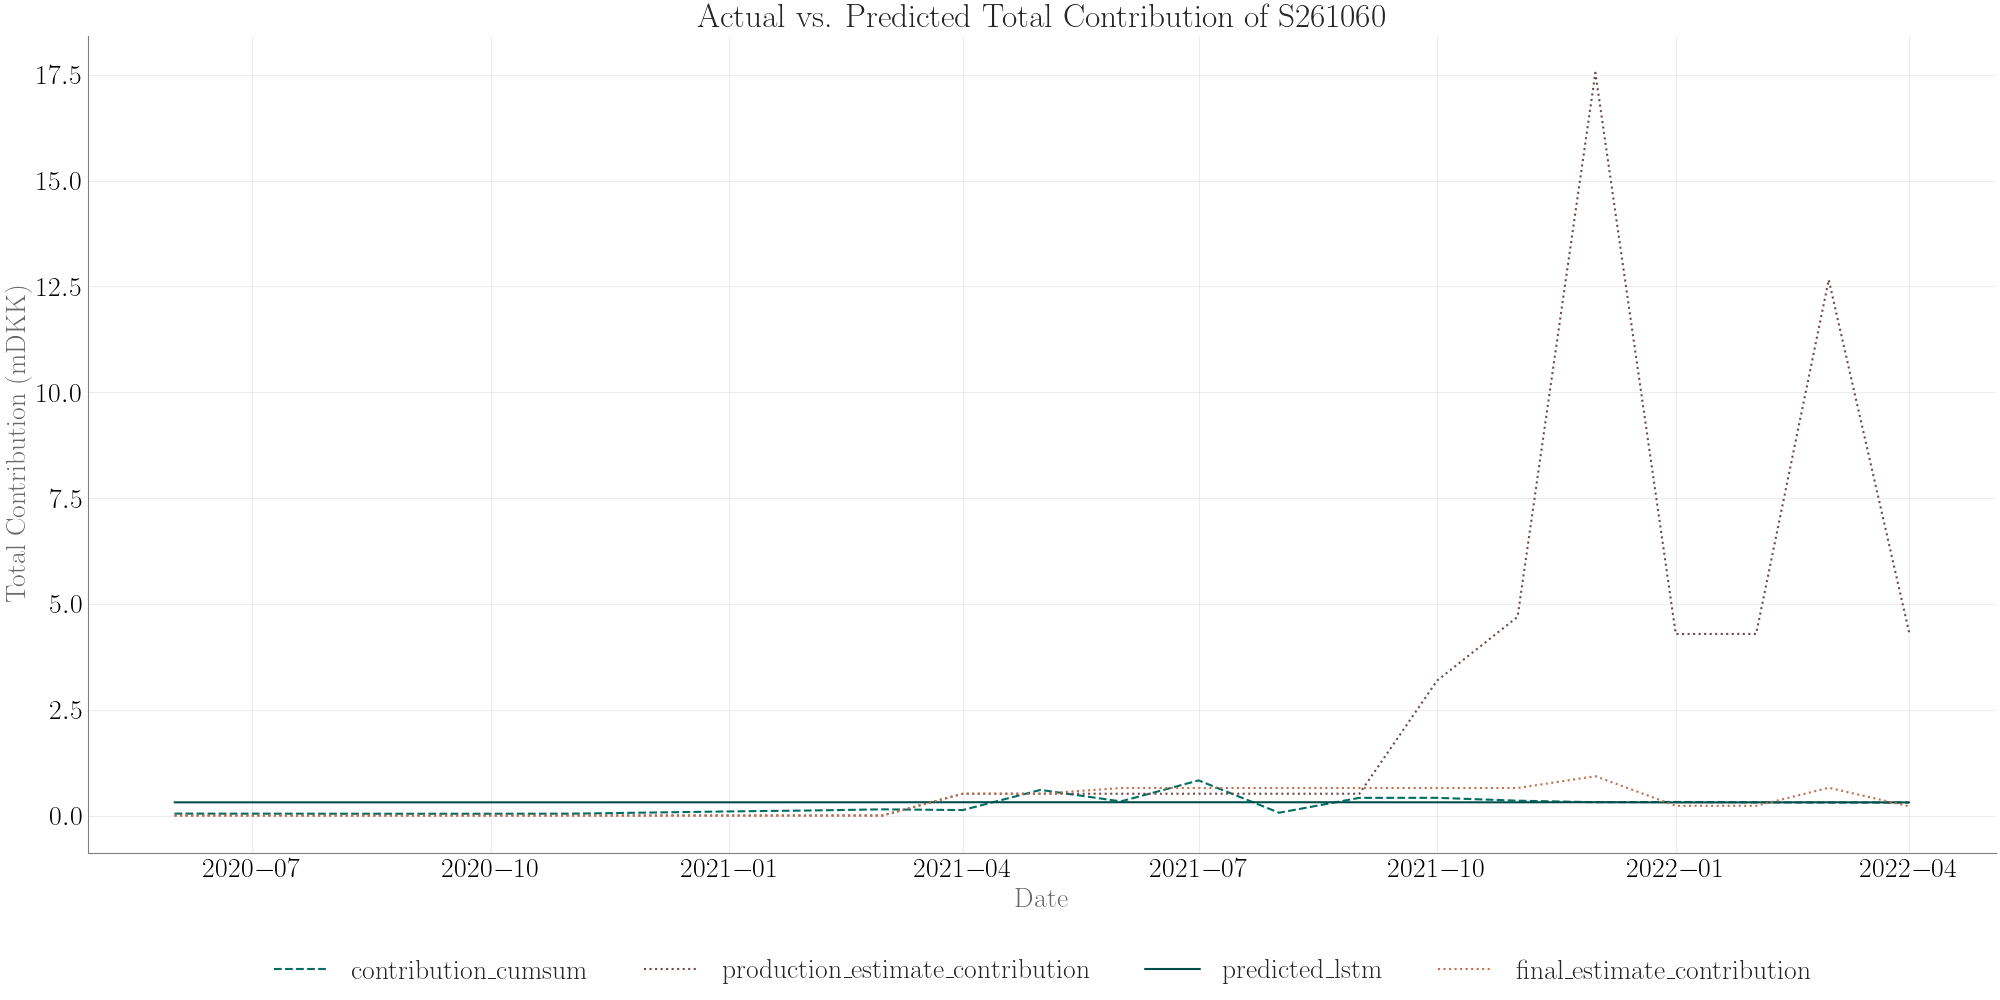 Actual vs. Predicted Total Contribution of S261060
Total Contribution (mDKK)
17.5
15.0
12.5
10.0
7.5
5.0
2.5
0.0
2020−07 2020−10 2021−01 2021−04 2021−07 2021−10 2022−01 2022−04
Date
contribution_cumsum production_estimate_contribution predicted_lstm final_estimate_contribution